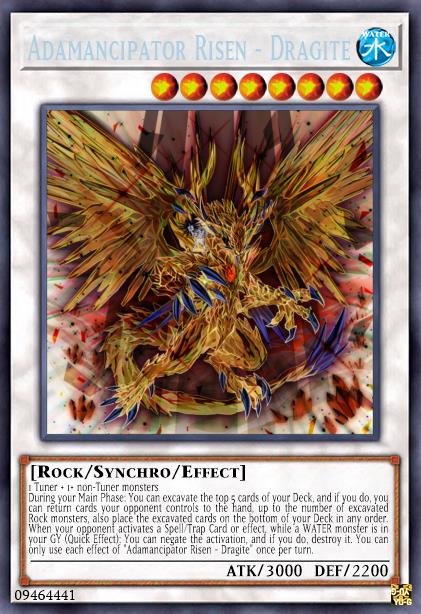 Adamancipator Risen - Dragite
WATER
水
[Rock/Synchro/Effect]
1 Tuner + 1+ non-Tuner monsters
During your Main Phase: You can excavate the top 5 cards of your Deck, and if you do, you
can return cards your opponent controls to the hand, up to the number of excavated
Rock monsters, also place the excavated cards on the bottom of your Deck in any order.
When your opponent activates a Spell/Trap Card or effect, while a WATER monster is in
your GY (Quick Effect): You can negate the activation, and if you do, destroy it. You can
only use each effect of "Adamancipator Risen - Dragite" once per turn.
ATK/3000 DEF/2200
09464441